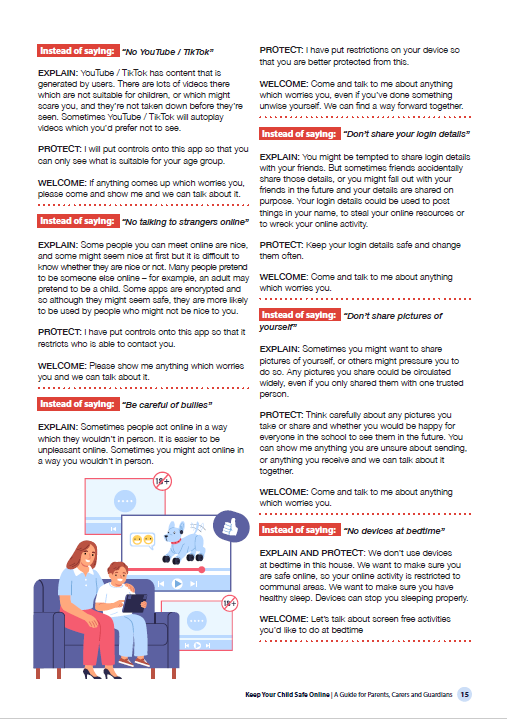 Instead of saying: "No YouTube / TikTok"
EXPLAIN: YouTube / TikTok has content that is
generated by users. There are lots of videos there
which are not suitable for children, or which might
scare you, and they're not taken down before they're
seen. Sometimes YouTube / TikTok will autoplay
videos which you'd prefer not to see.
PROTECT: I will put controls onto this app so that you
can only see what is suitable for your age group.
WELCOME: If anything comes up which worries you,
please come and show me and we can talk about it.
Instead of saying: "No talking to strangers online"
EXPLAIN: Some people you can meet online are nice,
and some might seem nice at first but it is difficult to
know whether they are nice or not. Many people pretend
to be someone else online – for example, an adult may
pretend to be a child. Some apps are encrypted and
so although they might seem safe, they are more likely
to be used by people who might not be nice to you.
PROTECT: I have put controls onto this app so that it
restricts who is able to contact you.
WELCOME: Please show me anything which worries
you and we can talk about it.
Instead of saying: "Be careful of bullies"
EXPLAIN: Sometimes people act online in a way
which they wouldn't in person. It is easier to be
unpleasant online. Sometimes you might act online in
a way you wouldn't in person.
18+
18+
PROTECT: I have put restrictions on your device so
that you are better protected from this.
WELCOME: Come and talk to me about anything
which worries you, even if you've done something
unwise yourself. We can find a way forward together.
Instead of saying: "Don't share your login details"
EXPLAIN: You might be tempted to share login details
with your friends. But sometimes friends accidentally
share those details, or you might fall out with your
friends in the future and your details are shared on
purpose. Your login details could be used to post
things in your name, to steal your online resources or
to wreck your online activity.
PROTECT: Keep your login details safe and change
them often.
WELCOME: Come and talk to me about anything
which worries you.
Instead of saying: "Don't share pictures of
yourself"
EXPLAIN: Sometimes you might want to share
pictures of yourself, or others might pressure you to
do so. Any pictures you share could be circulated
widely, even if you only shared them with one trusted
person.
PROTECT: Think carefully about any pictures you
take or share and whether you would be happy for
everyone in the school to see them in the future. You
can show me anything you are unsure about sending,
or anything you receive and we can talk about it
together.
WELCOME: Come and talk to me about anything
which worries you.
Instead of saying: "No devices at bedtime"
EXPLAIN AND PROTECT: We don't use devices
at bedtime in this house. We want to make sure you
are safe online, so your online activity is restricted to
communal areas. We want to make sure you have
healthy sleep. Devices can stop you sleeping properly.
WELCOME: Let's talk about screen free activities
you'd like to do at bedtime
Keep Your Child Safe Online | A Guide for Parents, Carers and Guardians 15